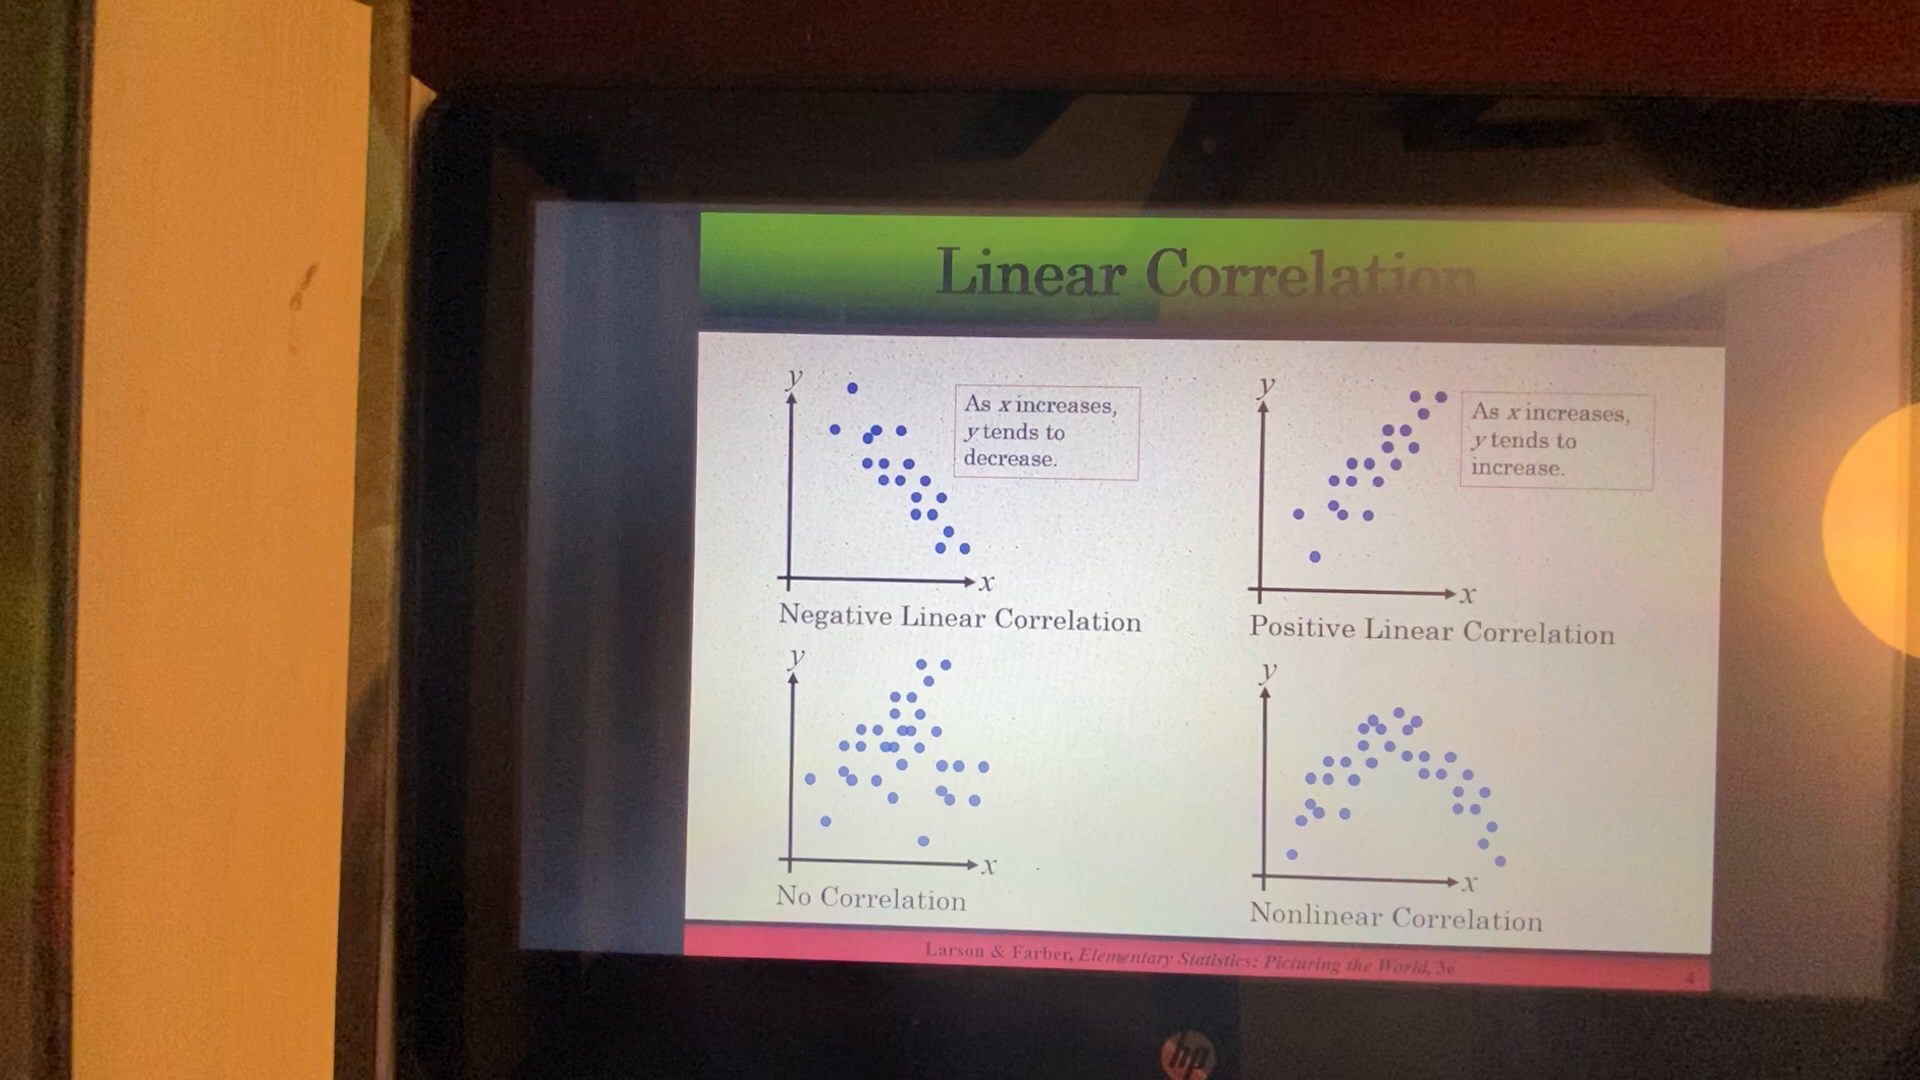 Linear Correlation
y
As x increases,
y tends to
decrease.
x
Negative Linear Correlation
y
As x increases,
y tends to
increase.
x
Positive Linear Correlation
y
x
No Correlation
y
x
Nonlinear Correlation
Larson & Farber, Elementary Statistics: Picturing the World, 3e
4
hp